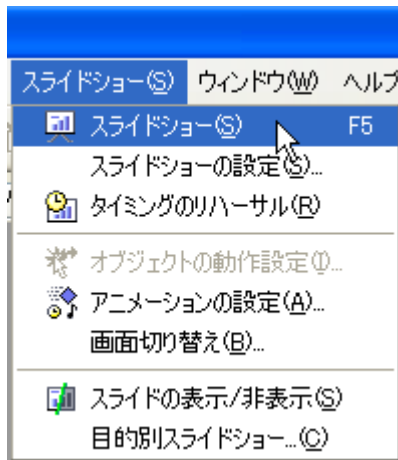 スライドショー(S) ウィンドウ(W) ヘルプ
スライドショー(S) F5
スライドショーの設定(S)...
タイミングのリハーサル(R)
オブジェクトの動作設定(I)...
アニメーションの設定(A)...
画面切り替え(B)...
スライドの表示/非表示(S)
目的別スライドショー...(C)